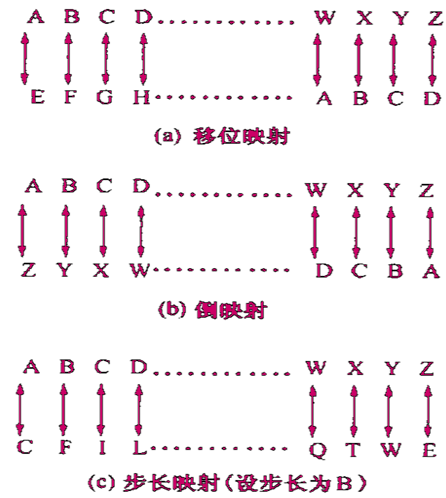 A B C D............ W X Y Z
E F G H............ A B C D
(a) 移位映射
A B C D............ W X Y Z
Z Y X W............ D C B A
(b) 倒映射
A B C D............ W X Y Z
C F I L............ Q T W E
(c) 步长映射(设步长为B)